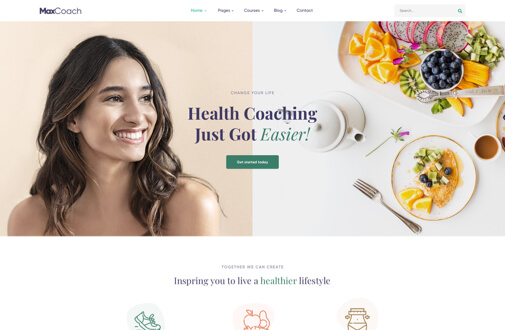 MaxCoach
Home
Pages
Courses
Blog
Contact
Search...
CHANGE YOUR LIFE
Health Coaching
Just Got Easier!
Get started today
TOGETHER WE CAN CREATE
Inspring you to live a healthier lifestyle